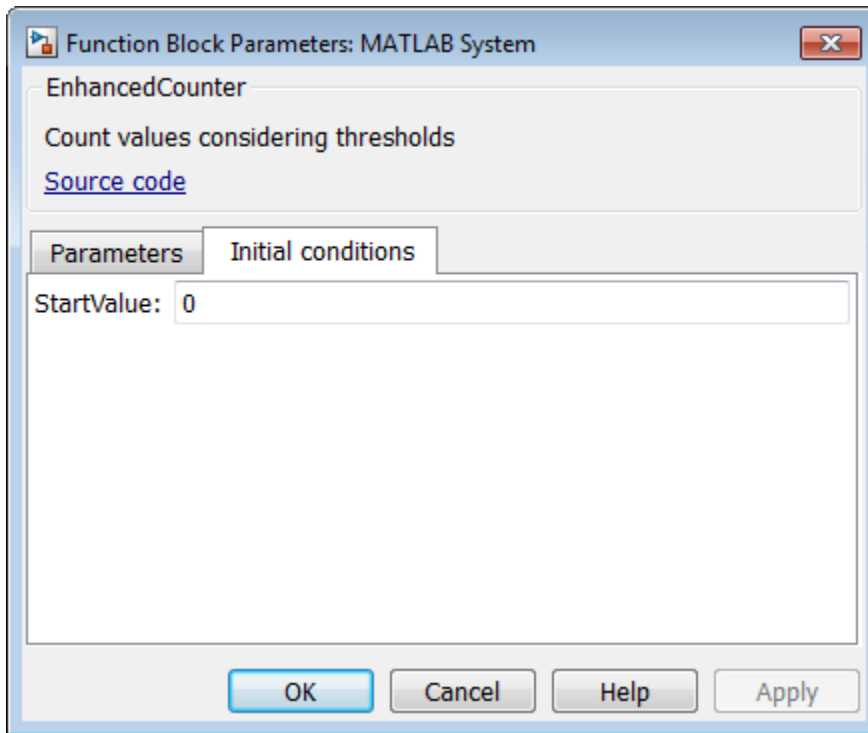 Function Block Parameters: MATLAB System
EnhancedCounter
Count values considering thresholds
Source code
Parameters Initial conditions
StartValue: 0
OK Cancel Help Apply